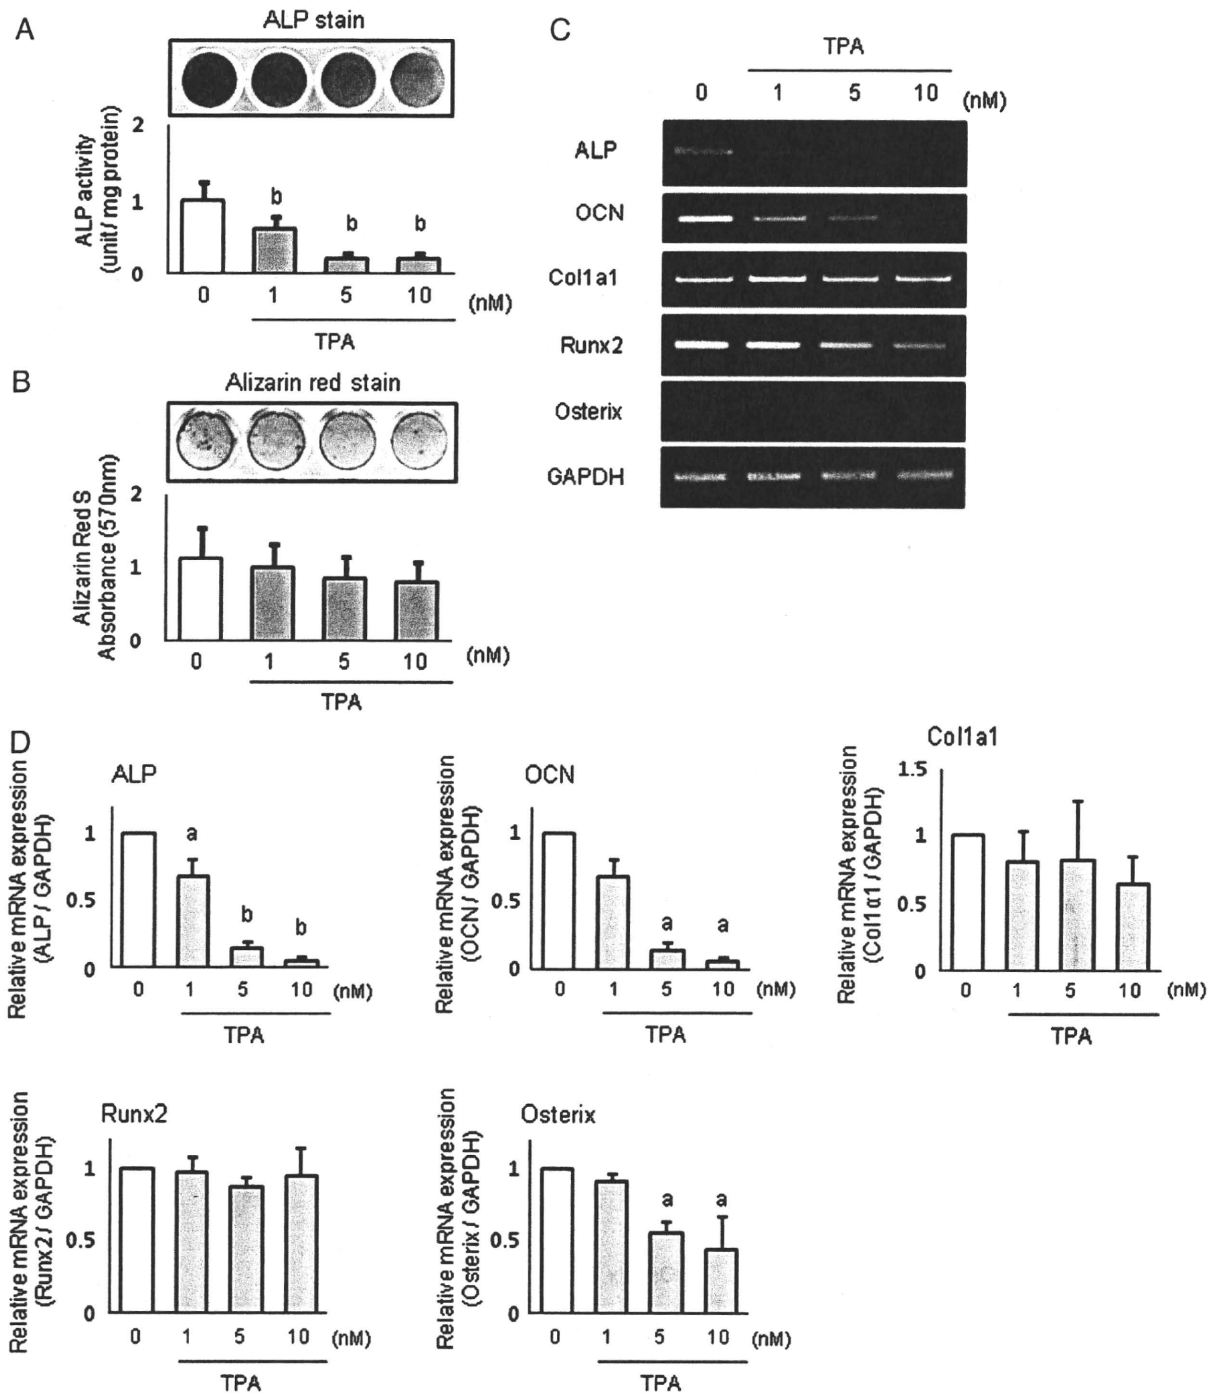 A
ALP stain
ALP activity
(unit/ mg protein)
2
1
0
b
b
b
0 1 5 10 (nM)
TPA
B
Alizarin red stain
Alizarin Red S
Absorbance (570nm)
2
1
0
0 1 5 10 (nM)
TPA
C
TPA
0 1 5 10 (nM)
ALP
OCN
Col1a1
Runx2
Osterix
GAPDH
D
ALP
Relative mRNA expression
(ALP / GAPDH)
1
0.5
0
a
b
b
0 1 5 10 (nM)
TPA
OCN
Relative mRNA expression
(OCN / GAPDH)
1
0.5
0
a
a
0 1 5 10 (nM)
TPA
Col1a1
Relative mRNA expression
(Col1α1 / GAPDH)
1.5
1
0.5
0
0 1 5 10 (nM)
TPA
Runx2
Relative mRNA expression
(Runx2 / GAPDH)
1
0.5
0
0 1 5 10 (nM)
TPA
Osterix
Relative mRNA expression
(Osterix / GAPDH)
1
0.5
0
a
a
0 1 5 10 (nM)
TPA